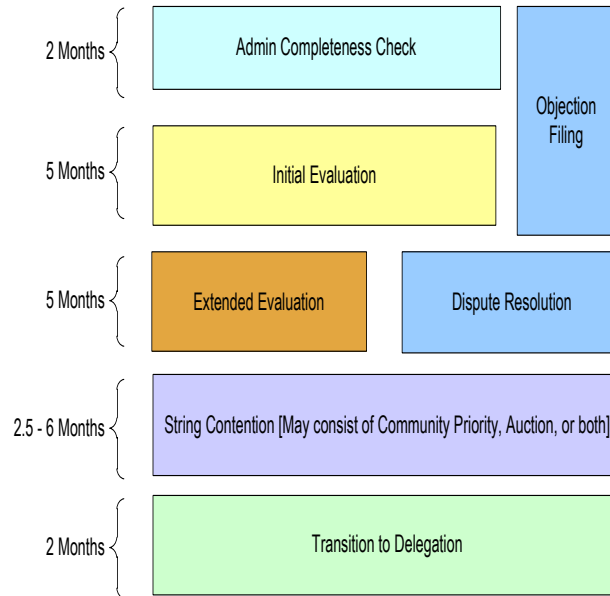 2 Months
Admin Completeness Check
Objection
Filing
5 Months
Initial Evaluation
5 Months
Extended Evaluation
Dispute Resolution
2.5 - 6 Months
String Contention [May consist of Community Priority, Auction, or both]
2 Months
Transition to Delegation